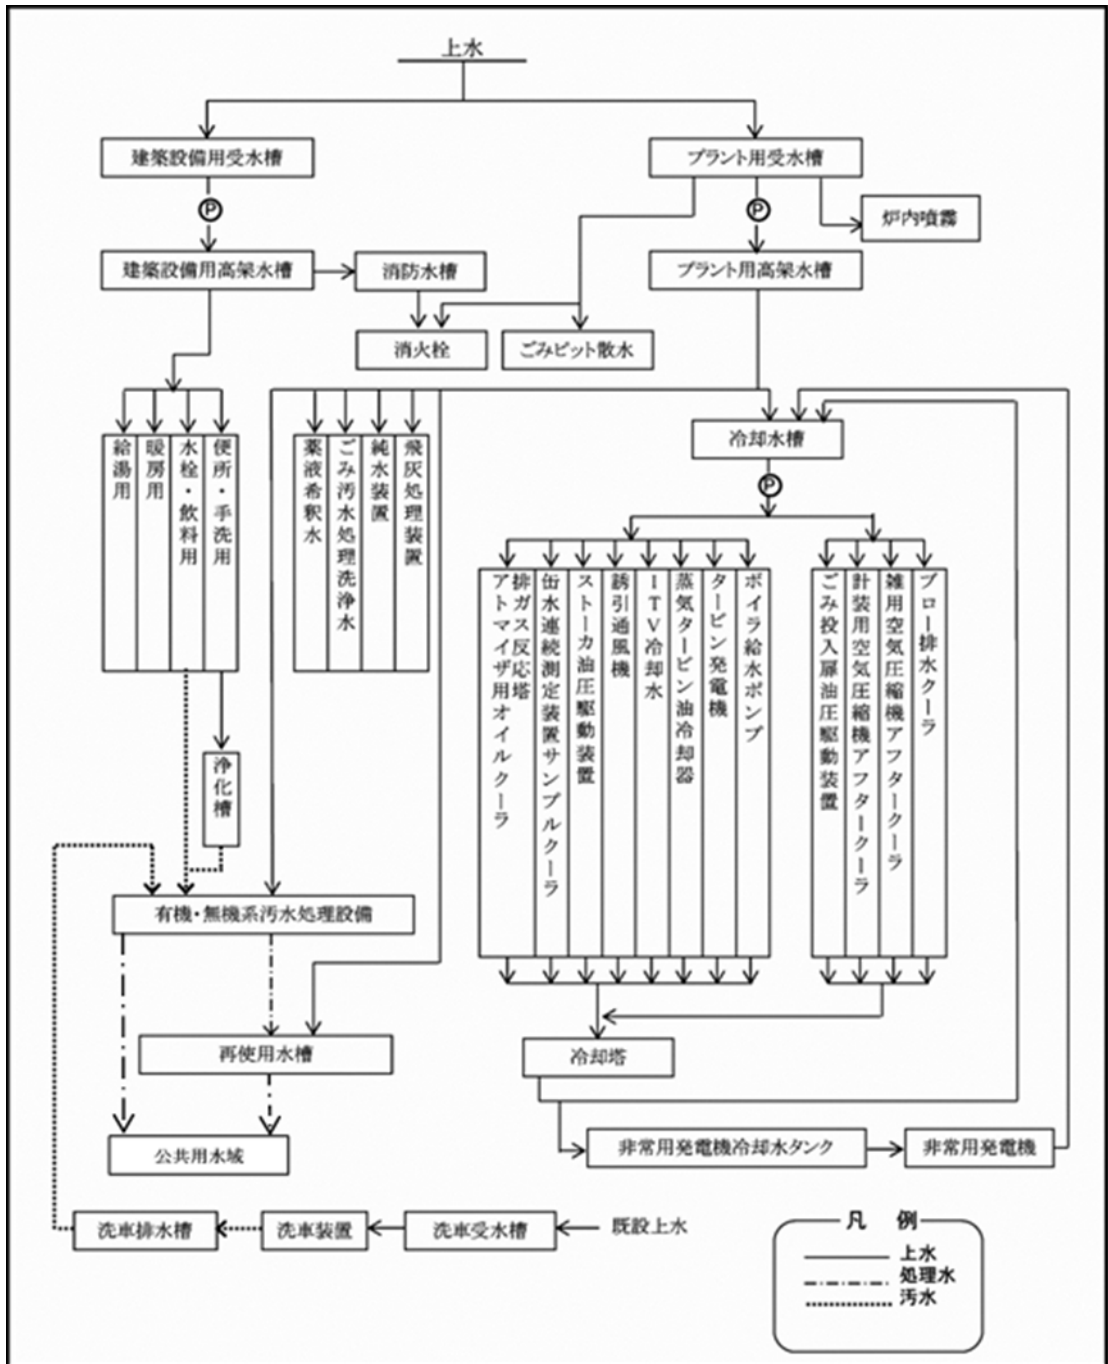 上水
建築設備用受水槽
プラント用受水槽
P
P
炉内噴霧
建築設備用高架水槽
消防水槽
プラント用高架水槽
消火栓
ごみピット散水
冷却水槽
P
給湯用
暖房用
水栓・飲料用
便所・手洗用
薬液希釈水
ごみ汚水処理洗浄水
純水装置
飛灰処理装置
排ガス反応塔
アトマイザ用オイルクーラ
缶水連続測定装置サンプルクーラ
ストーカ油圧駆動装置
誘引通風機
ITV冷却水
蒸気タービン油冷却器
タービン発電機
ボイラ給水ポンプ
ごみ投入扉油圧駆動装置
計装用空気圧縮機アフタークーラ
雑用空気圧縮機アフタークーラ
ブロー排水クーラ
浄化槽
有機・無機系汚水処理設備
再使用水槽
冷却塔
公共用水域
非常用発電機冷却水タンク
非常用発電機
洗車排水槽
洗車装置
洗車受水槽
既設上水
凡 例
上水
処理水
汚水